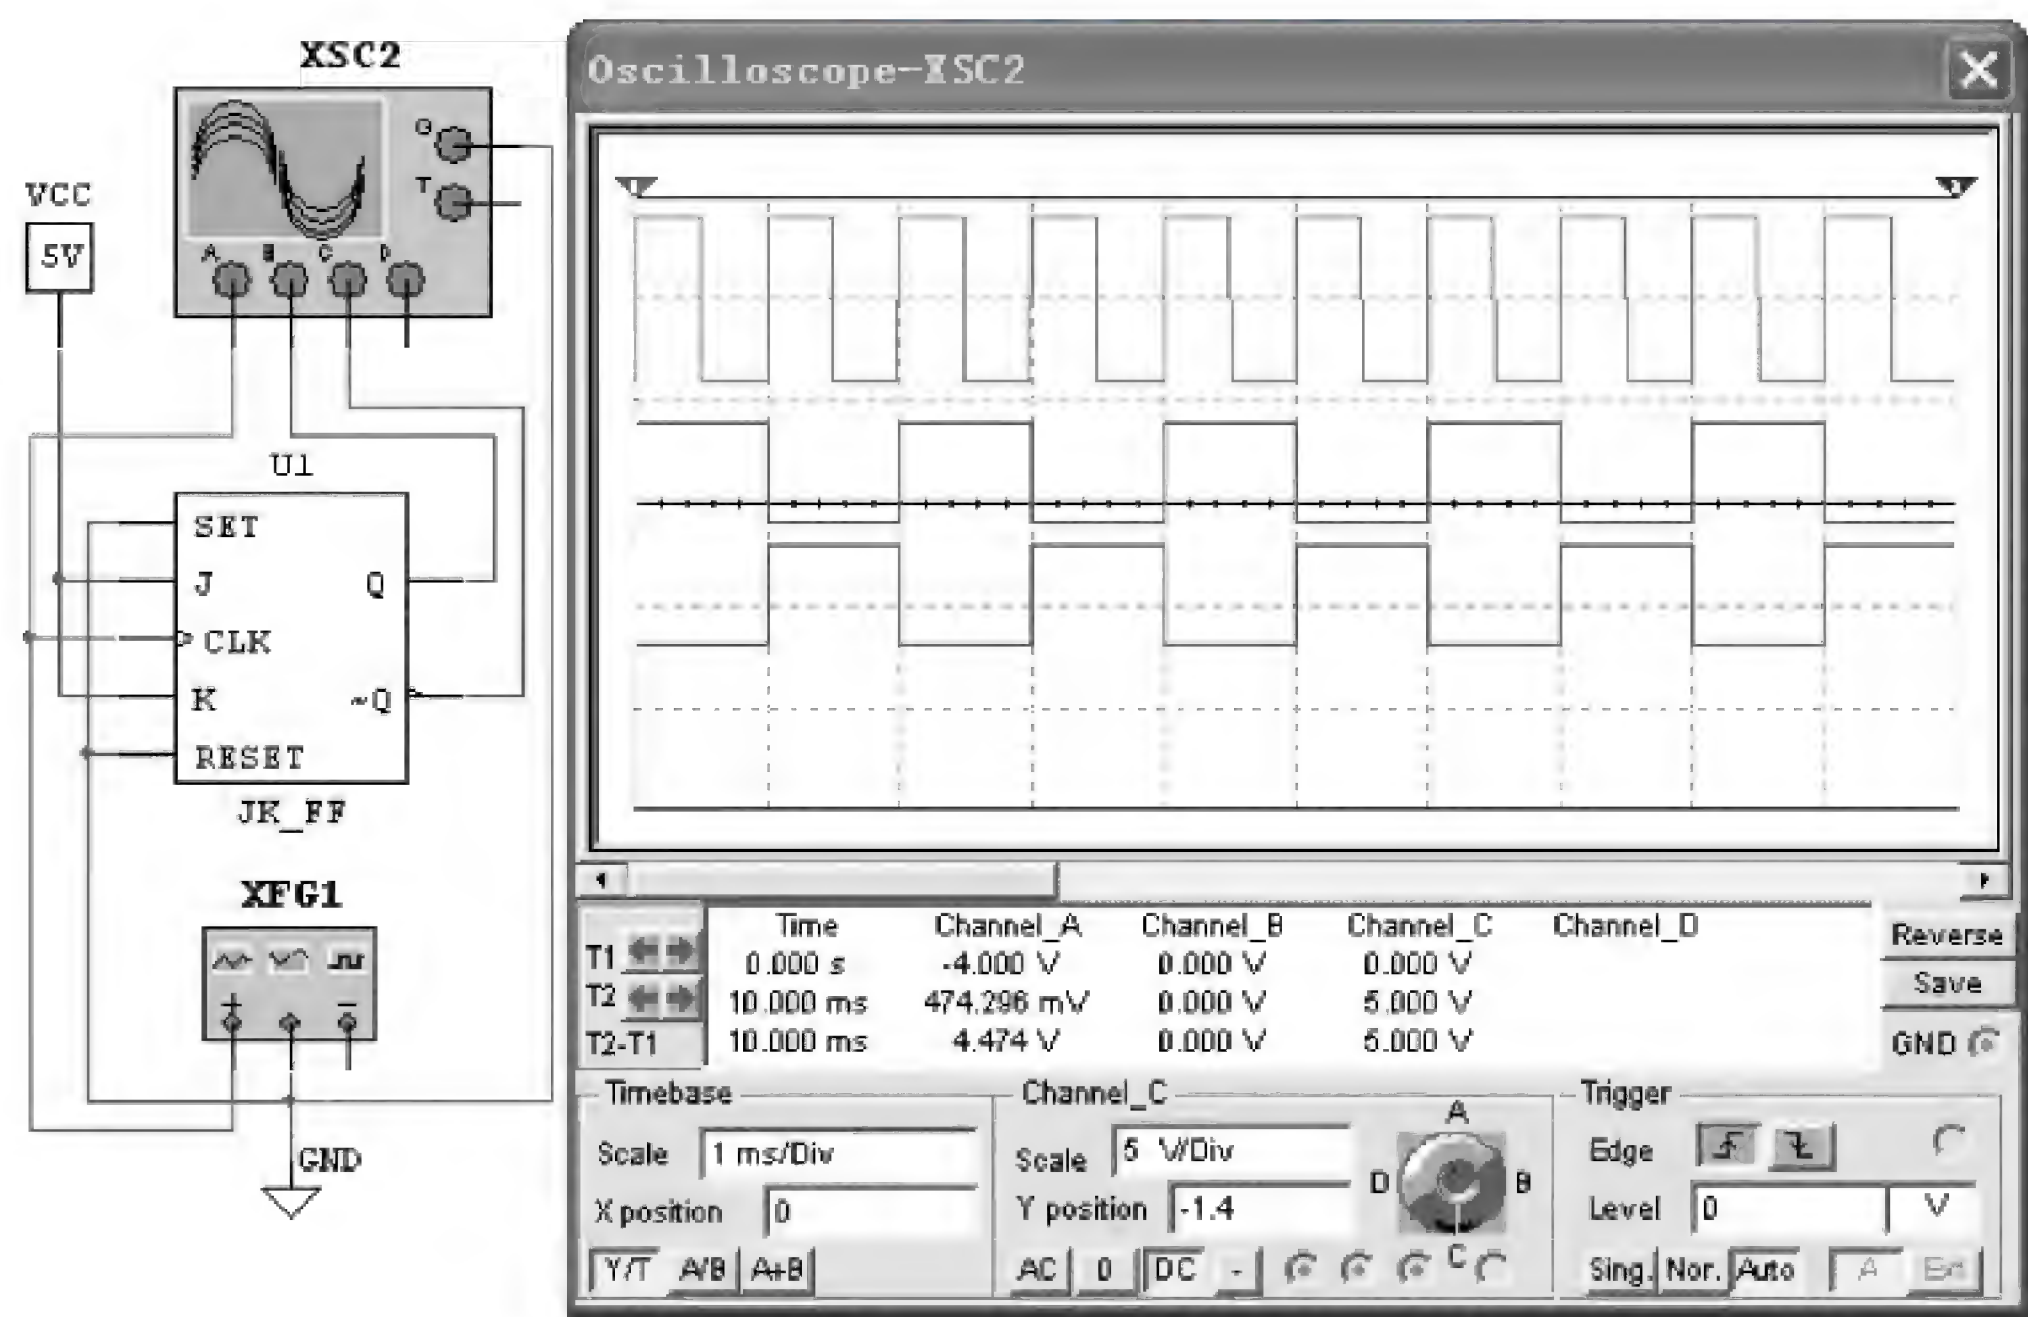 XSC2
G
T
A B C D
VCC
5V
U1
SET
J Q
CLK
K ~Q
RESET
JK_FF
XFG1
GND
Oscilloscope-XSC2
Time Channel_A Channel_B Channel_C Channel_D
T1 0.000 s -4.000 V 0.000 V 0.000 V
T2 10.000 ms 474.296 mV 0.000 V 5.000 V
T2-T1 10.000 ms 4.474 V 0.000 V 5.000 V
Reverse
Save
GND
Timebase
Scale 1 ms/Div
X position 0
Y/T A/B A+B
Channel_C
Scale 5 V/Div
Y position -1.4
AC 0 DC -
A
B
C
D
Trigger
Edge
Level 0 V
Sing. Nor. Auto A Ext